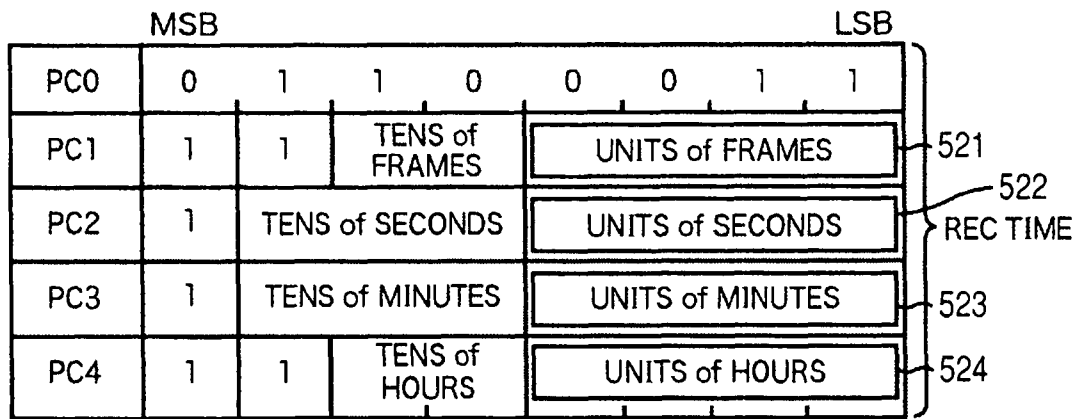 MSB LSB
PC0 0 1 1 0 0 0 1 1
PC1 1 1 TENS of FRAMES UNITS of FRAMES 521
522
PC2 1 TENS of SECONDS UNITS of SECONDS
REC TIME
PC3 1 TENS of MINUTES UNITS of MINUTES 523
PC4 1 1 TENS of HOURS UNITS of HOURS 524